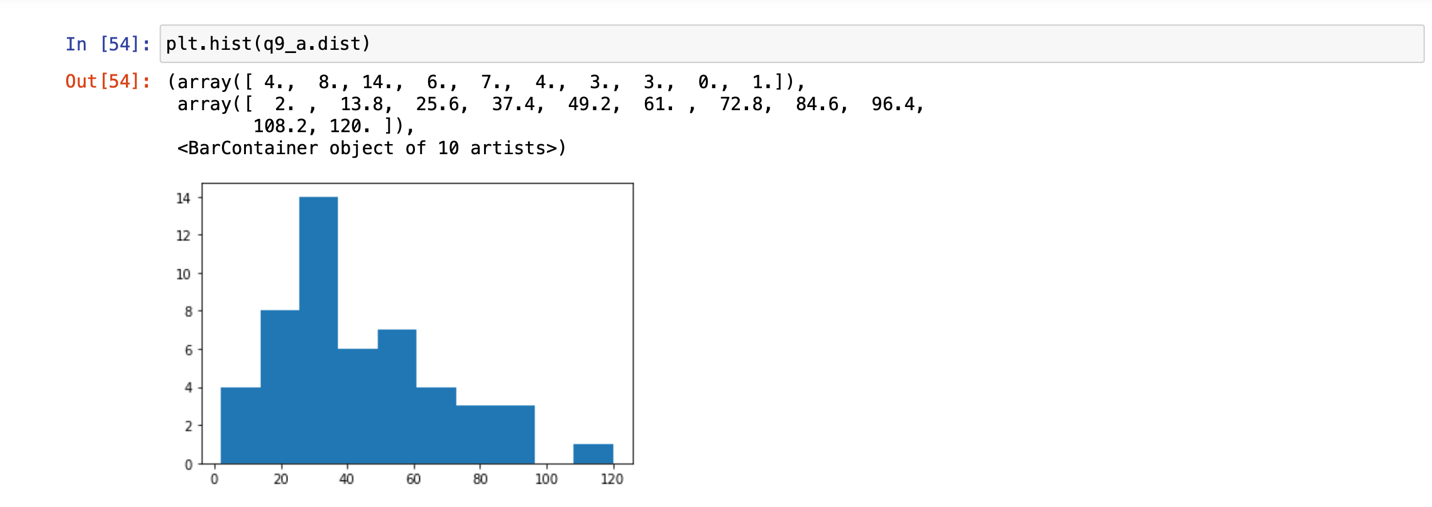 In [54]: plt.hist(q9_a.dist)
Out[54]: (array([ 4.,  8., 14.,  6.,  7.,  4.,  3.,  3.,  0.,  1.]),
array([  2. ,  13.8,  25.6,  37.4,  49.2,  61. ,  72.8,  84.6,  96.4,
108.2, 120. ]),
<BarContainer object of 10 artists>)
14
12
10
8
6
4
2
0
0 20 40 60 80 100 120